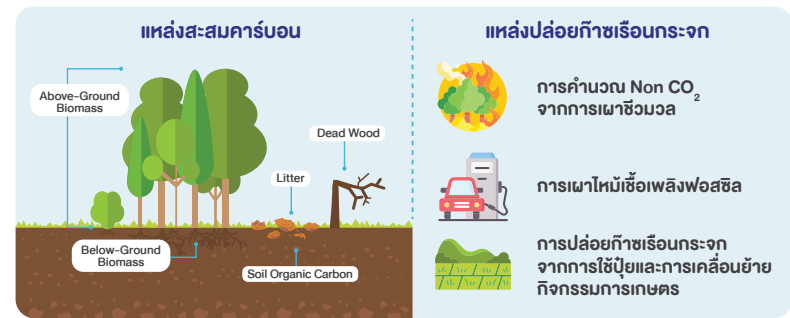 แหล่งสะสมคาร์บอน
Above-Ground
Biomass
Dead Wood
Litter
Below-Ground
Biomass
Soil Organic Carbon
แหล่งปล่อยก๊าซเรือนกระจก
การคำนวณ Non CO₂
จากการเผาชีวมวล
การเผาไหม้เชื้อเพลิงฟอสซิล
การปล่อยก๊าซเรือนกระจก
จากการใช้ปุ๋ยและการเคลื่อนย้าย
กิจกรรมการเกษตร